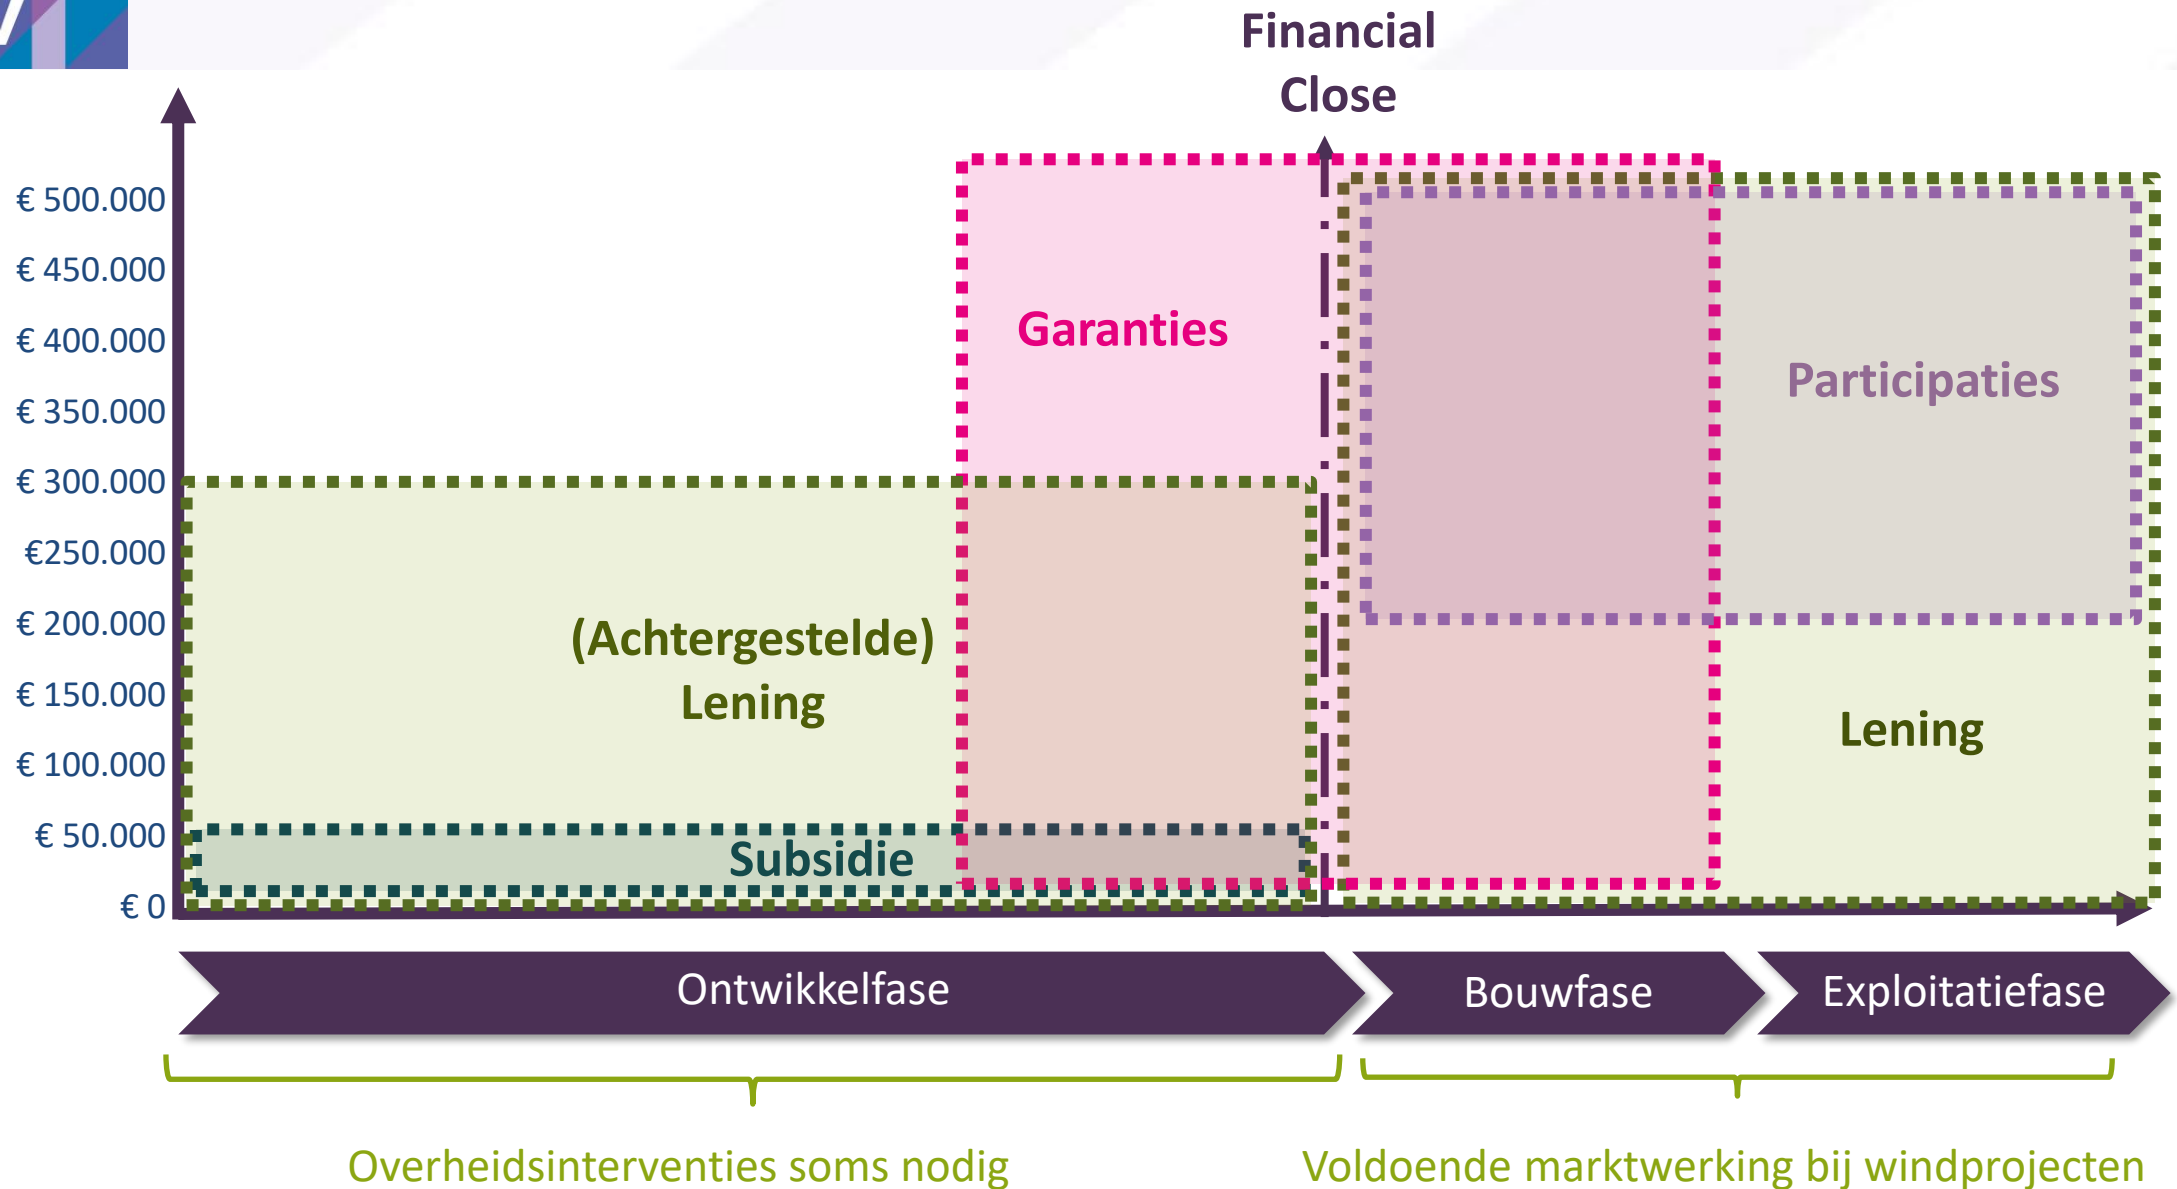 Financial
Close
€ 500.000
€ 450.000
€ 400.000
€ 350.000
€ 300.000
€250.000
€ 200.000
€ 150.000
€ 100.000
€ 50.000
€ 0
Garanties
Participaties
(Achtergestelde)
Lening
Lening
Subsidie
Ontwikkelfase
Bouwfase
Exploitatiefase
Overheidsinterventies soms nodig
Voldoende marktwerking bij windprojecten